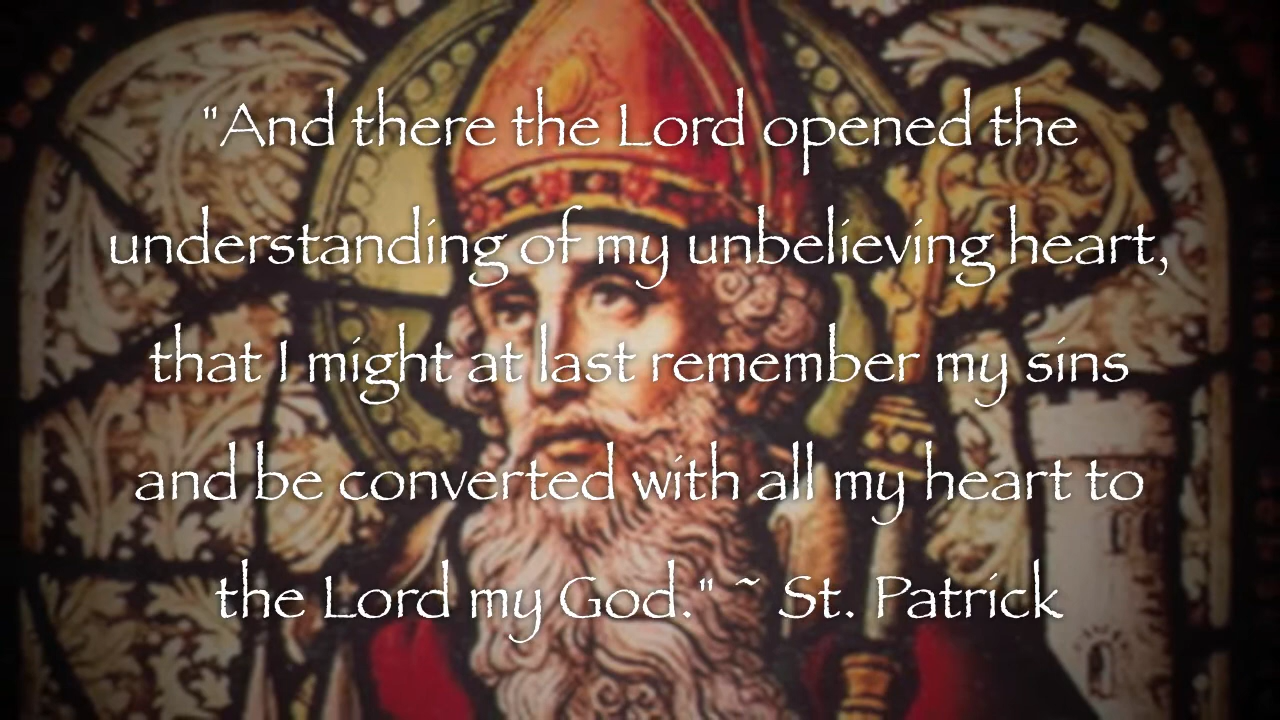 "And there the Lord opened the
understanding of my unbelieving heart,
that I might at last remember my sins
and be converted with all my heart to
the Lord my God." ~ St. Patrick